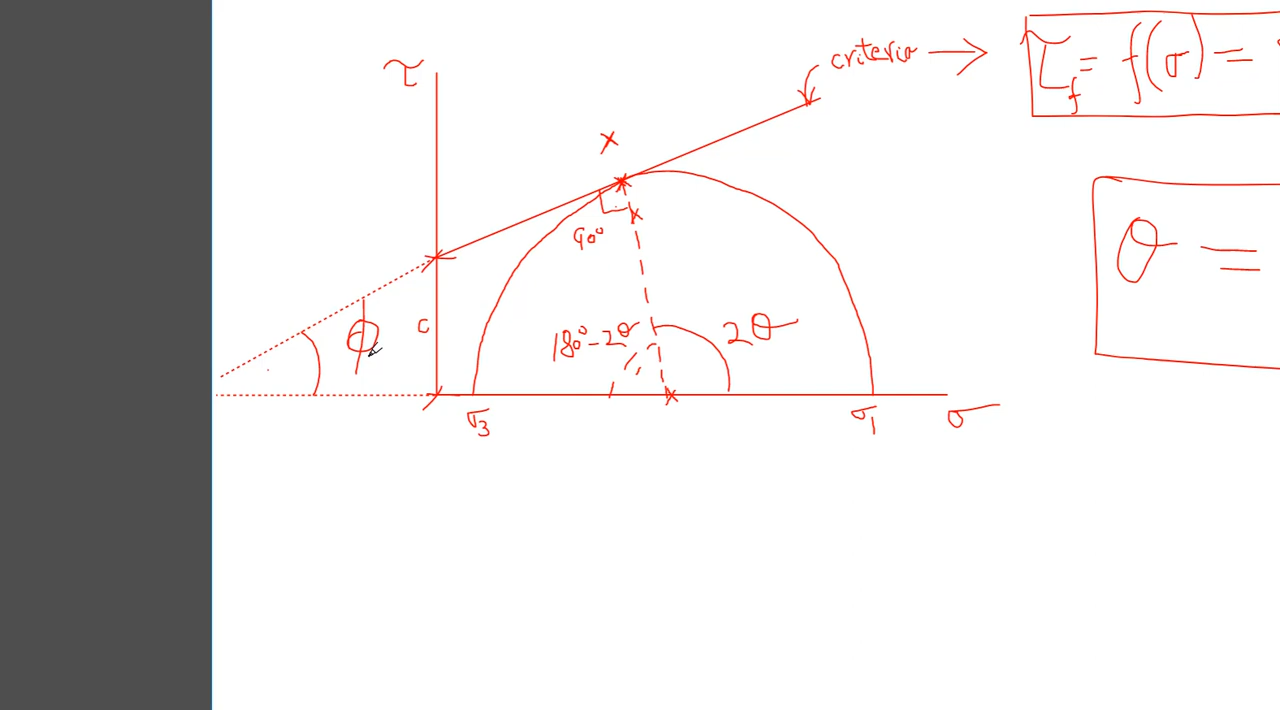 τ
criteria →
τf = f(σ) =
x
90°
θ =
c
ϕ
180° - 2θ
2θ
σ3
σ1
σ